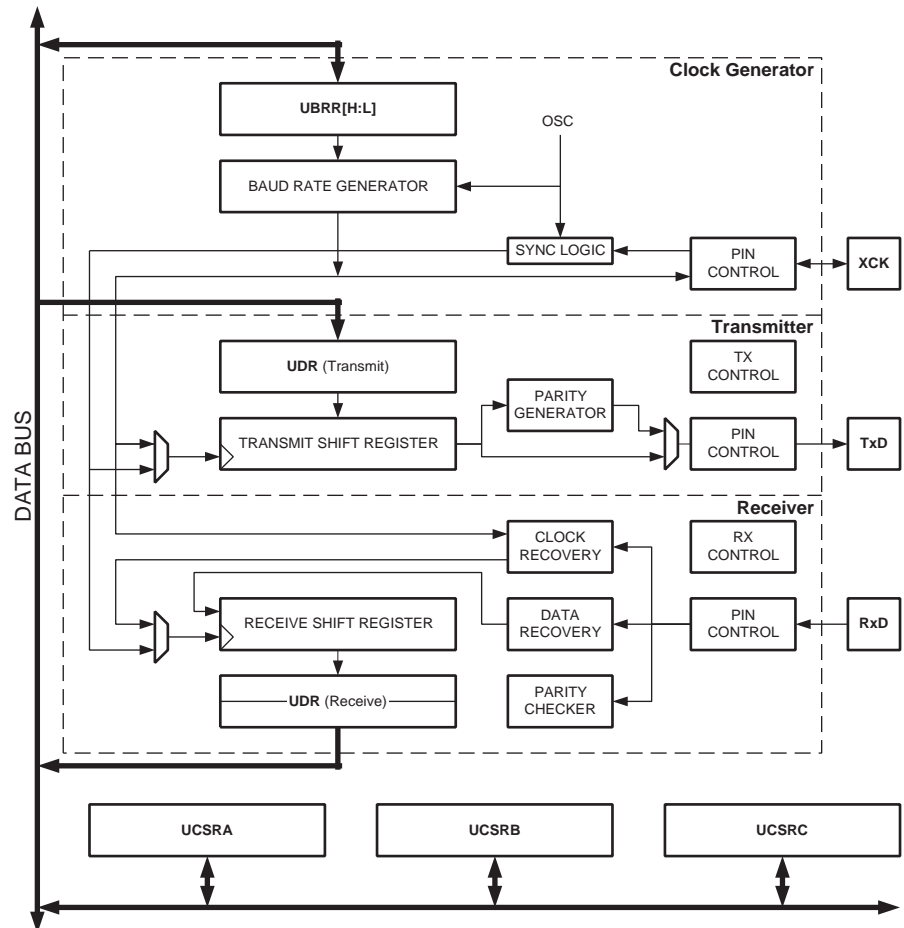 Clock Generator
UBRR[H:L]
OSC
BAUD RATE GENERATOR
SYNC LOGIC
PIN
CONTROL
XCK
Transmitter
UDR (Transmit)
TX
CONTROL
PARITY
GENERATOR
TRANSMIT SHIFT REGISTER
PIN
CONTROL
TxD
DATA BUS
Receiver
CLOCK
RECOVERY
RX
CONTROL
RECEIVE SHIFT REGISTER
DATA
RECOVERY
PIN
CONTROL
RxD
UDR (Receive)
PARITY
CHECKER
UCSRA
UCSRB
UCSRC